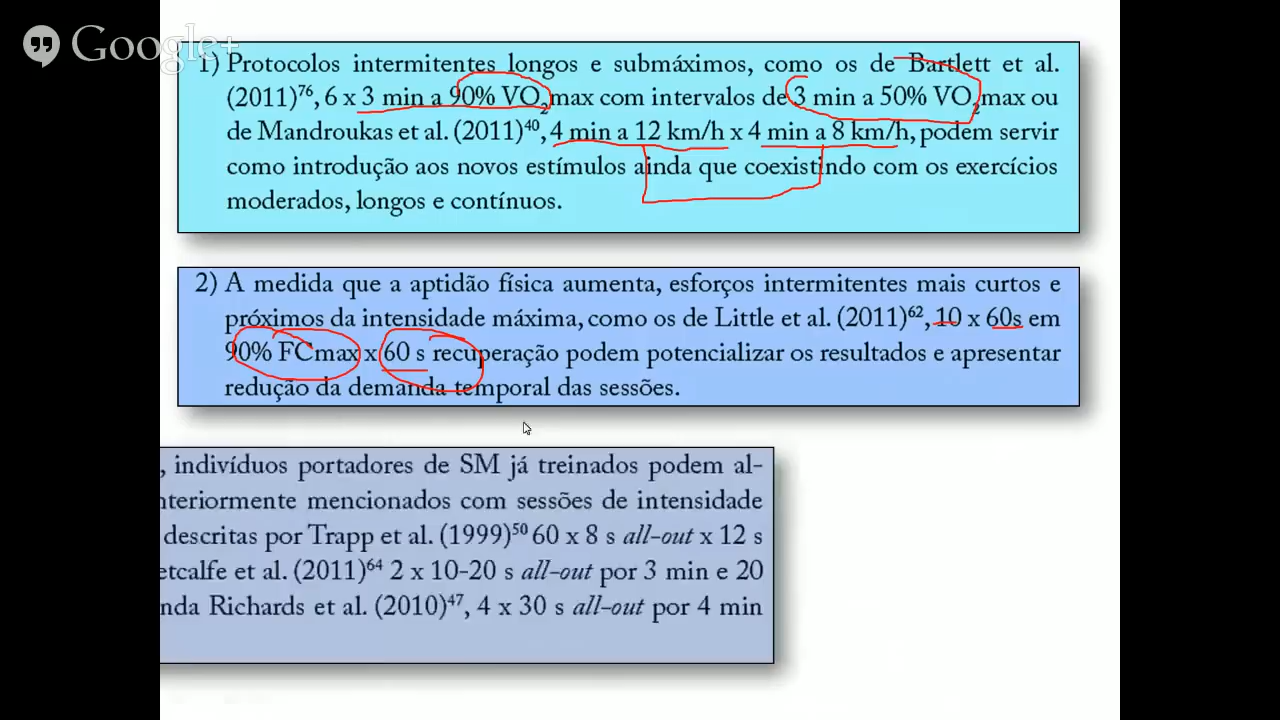 Google+
1) Protocolos intermitentes longos e submáximos, como os de Bartlett et al.
(2011)⁷⁶, 6 x 3 min a 90% VO₂max com intervalos de 3 min a 50% VO₂max ou
de Mandroukas et al. (2011)⁴⁰, 4 min a 12 km/h x 4 min a 8 km/h, podem servir
como introdução aos novos estímulos ainda que coexistindo com os exercícios
moderados, longos e contínuos.
2) A medida que a aptidão física aumenta, esforços intermitentes mais curtos e
próximos da intensidade máxima, como os de Little et al. (2011)⁶², 10 x 60s em
90% FCmax x 60 s recuperação podem potencializar os resultados e apresentar
redução da demanda temporal das sessões.
, indivíduos portadores de SM já treinados podem al-
nteriormente mencionados com sessões de intensidade
descritas por Trapp et al. (1999)⁵⁰ 60 x 8 s all-out x 12 s
etcalfe et al. (2011)⁶⁴ 2 x 10-20 s all-out por 3 min e 20
nda Richards et al. (2010)⁴⁷, 4 x 30 s all-out por 4 min